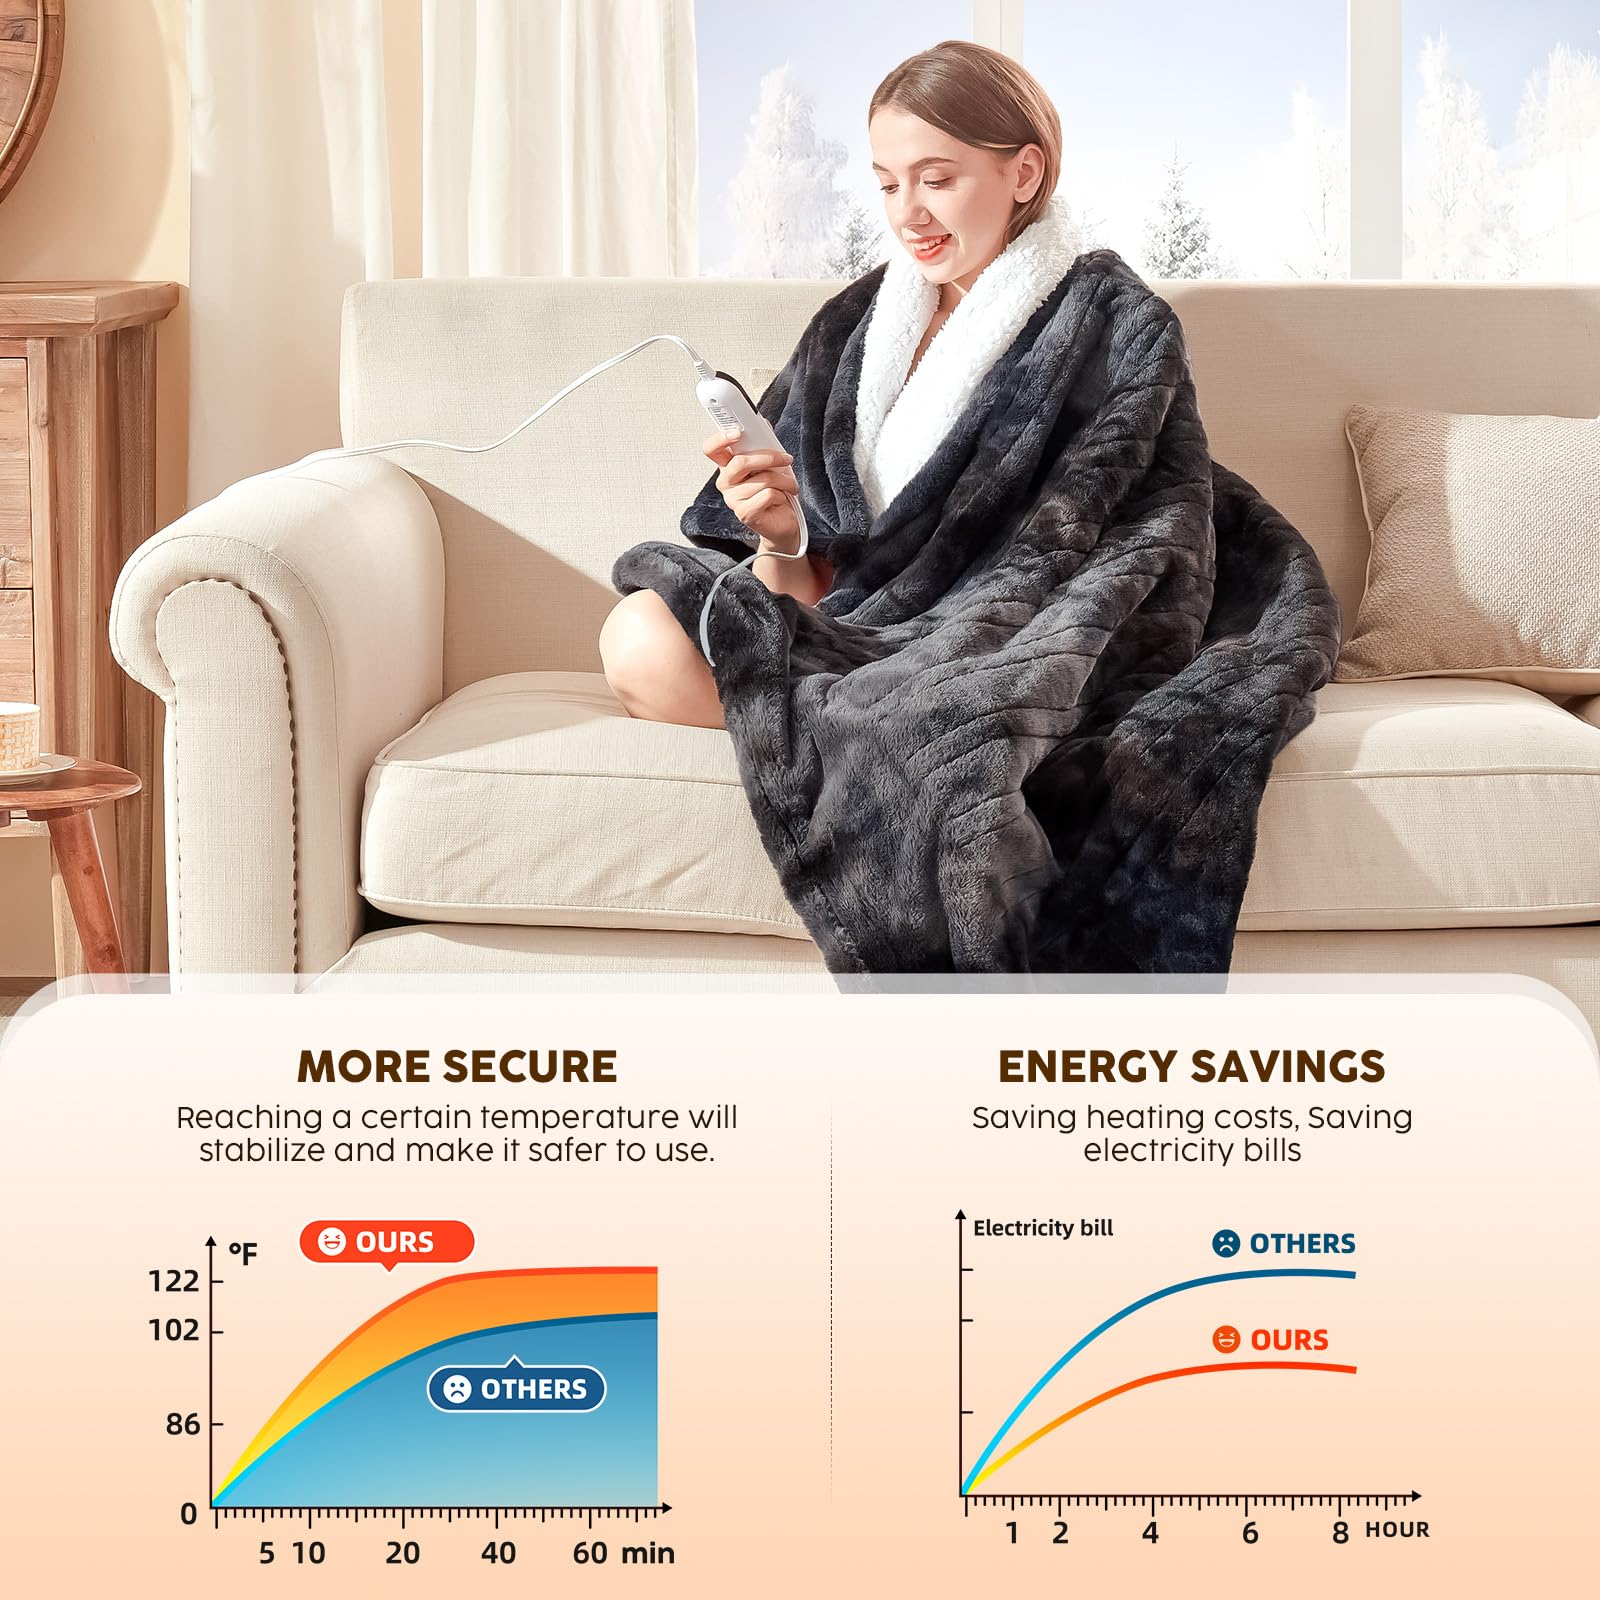 MORE SECURE
Reaching a certain temperature will
stabilize and make it safer to use.
°F
OURS
122
102
OTHERS
86
0
5 10 20 40 60 min
ENERGY SAVINGS
Saving heating costs, Saving
electricity bills
Electricity bill
OTHERS
OURS
1 2 4 6 8 HOUR